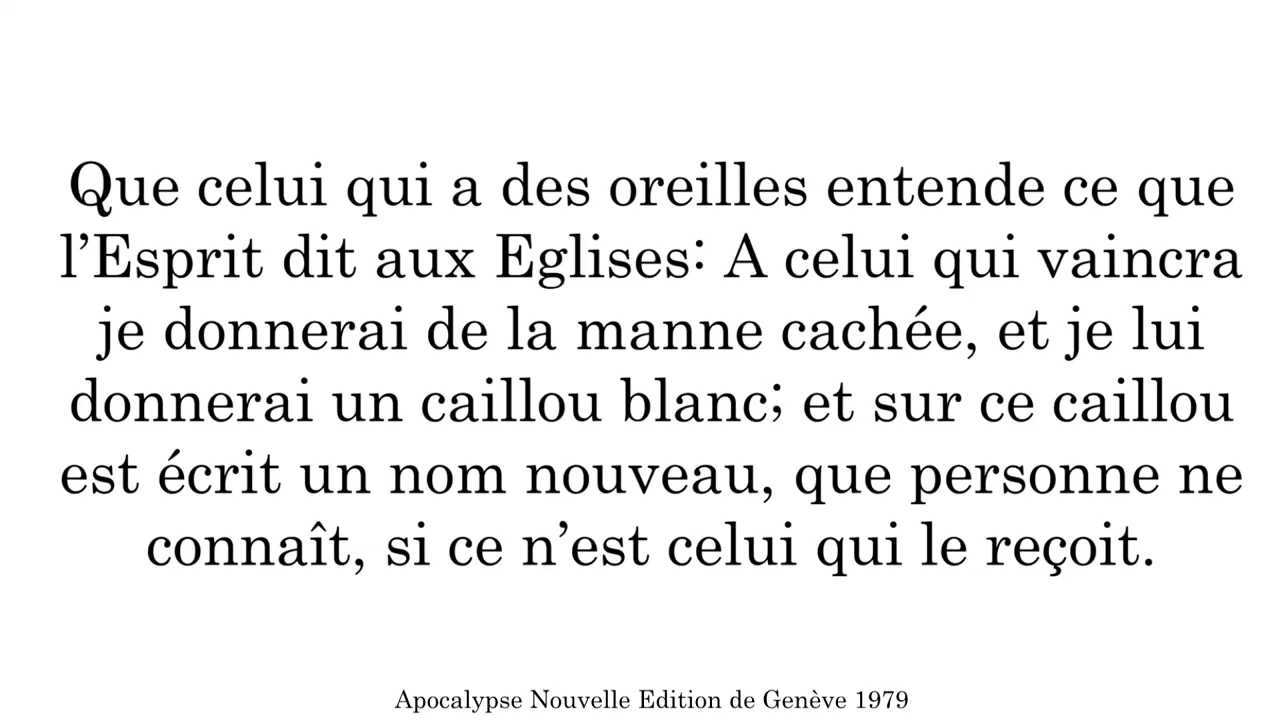 Que celui qui a des oreilles entende ce que
l’Esprit dit aux Eglises: A celui qui vaincra
je donnerai de la manne cachée, et je lui
donnerai un caillou blanc; et sur ce caillou
est écrit un nom nouveau, que personne ne
connaît, si ce n’est celui qui le reçoit.
Apocalypse Nouvelle Edition de Genève 1979